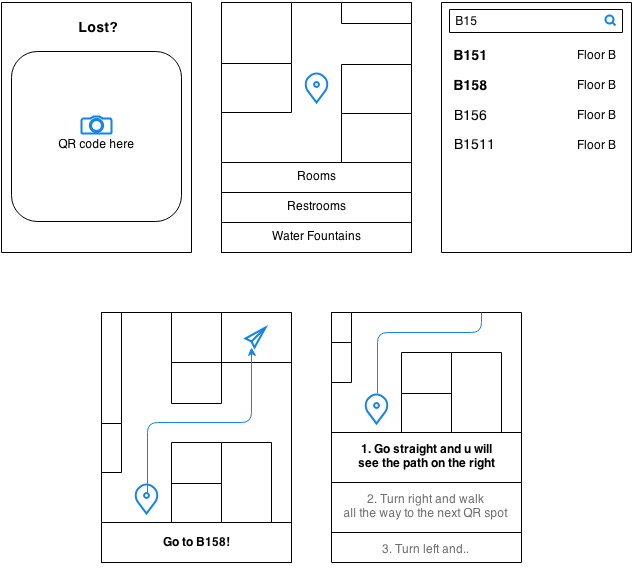 Lost?
QR code here
Rooms
Restrooms
Water Fountains
B15
B151 Floor B
B158 Floor B
B156 Floor B
B1511 Floor B
Go to B158!
1. Go straight and u will
see the path on the right
2. Turn right and walk
all the way to the next QR spot
3. Turn left and..